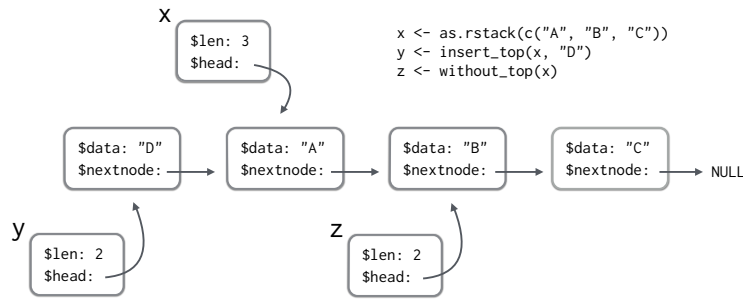 x
$len: 3
$head:
x <- as.rstack(c("A", "B", "C"))
y <- insert_top(x, "D")
z <- without_top(x)
$data: "D"
$nextnode:
$data: "A"
$nextnode:
$data: "B"
$nextnode:
$data: "C"
$nextnode:
NULL
y
$len: 2
$head:
z
$len: 2
$head: